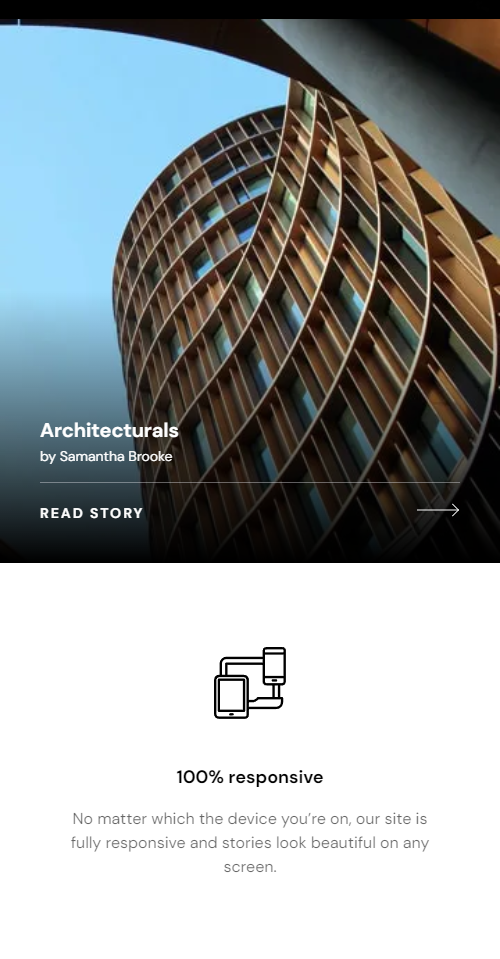 Architecturals
by Samantha Brooke
READ STORY
100% responsive
No matter which the device you’re on, our site is
fully responsive and stories look beautiful on any
screen.